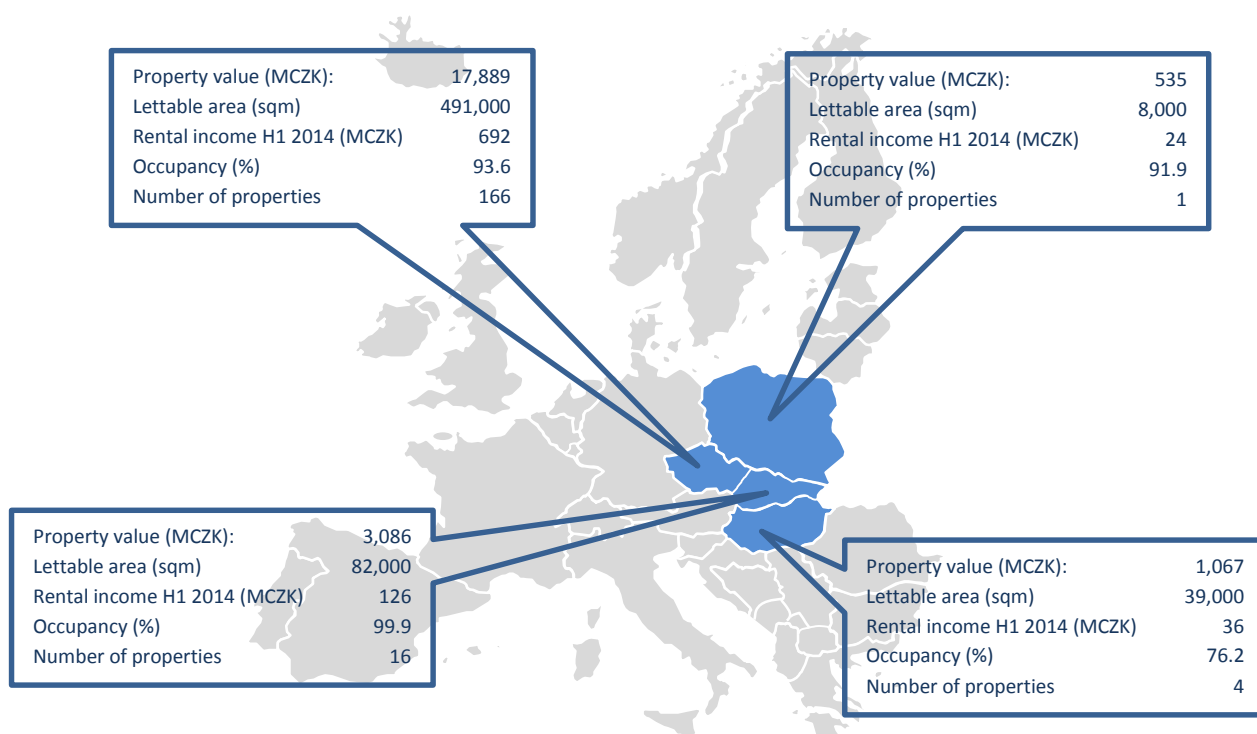 Property value (MCZK): 17,889
Lettable area (sqm) 491,000
Rental income H1 2014 (MCZK) 692
Occupancy (%) 93.6
Number of properties 166
Property value (MCZK): 535
Lettable area (sqm) 8,000
Rental income H1 2014 (MCZK) 24
Occupancy (%) 91.9
Number of properties 1
Property value (MCZK): 3,086
Lettable area (sqm) 82,000
Rental income H1 2014 (MCZK) 126
Occupancy (%) 99.9
Number of properties 16
Property value (MCZK): 1,067
Lettable area (sqm) 39,000
Rental income H1 2014 (MCZK) 36
Occupancy (%) 76.2
Number of properties 4